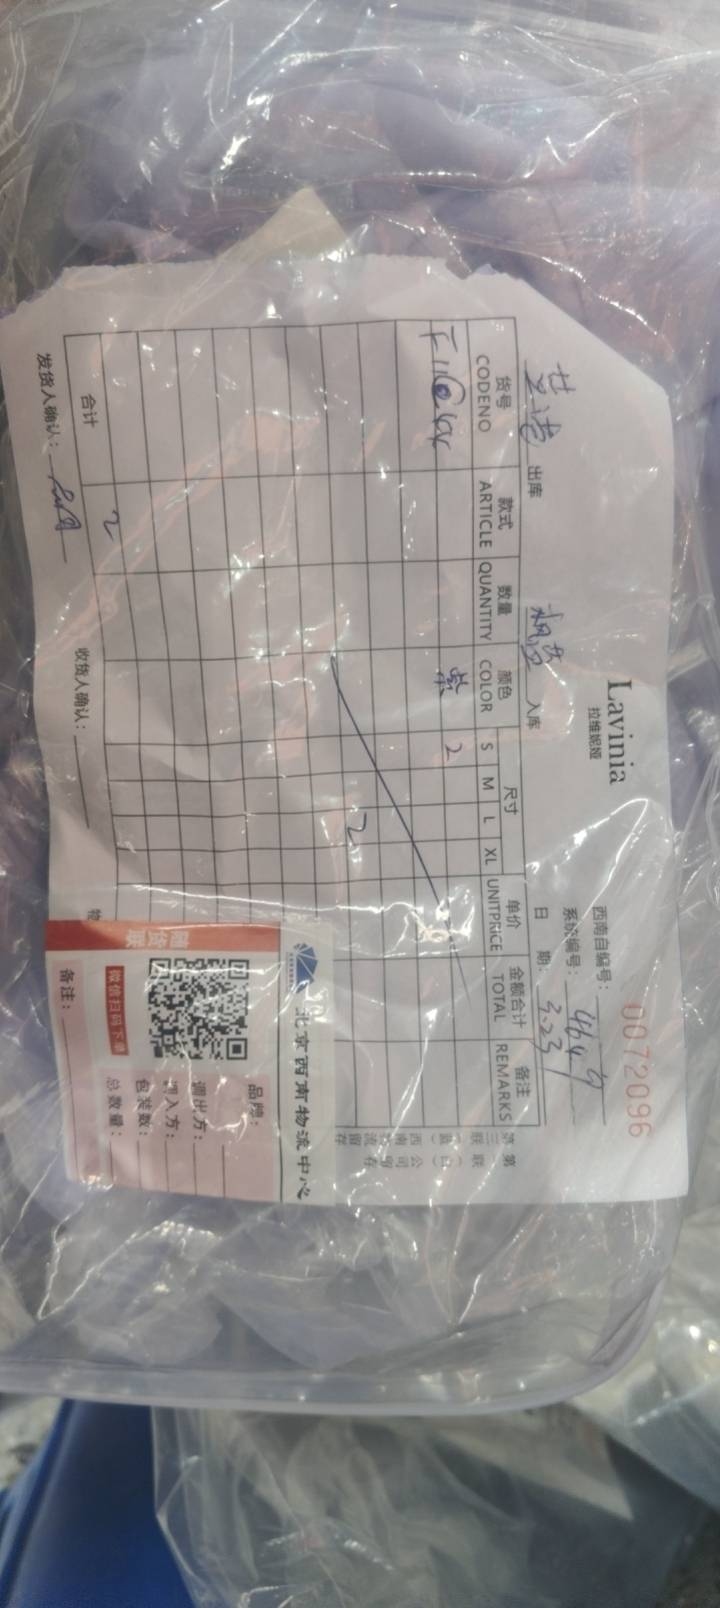 Lavinia
拉维妮娅
0072096
西南自编号：
系统编号：4649
出库
入库
日 期：3.23
货号 款式 数量 颜色 尺寸 单价 金额合计 备注
CODENO ARTICLE QUANTITY COLOR S M L XL UNITPRICE TOTAL REMARKS
紫 2
2
合计 2
发货人确认：
收货人确认：
北京西南物流中心
品牌：
调出方：
调入方：
包装数：
总数量：
微信扫码下单
随货联
备注：